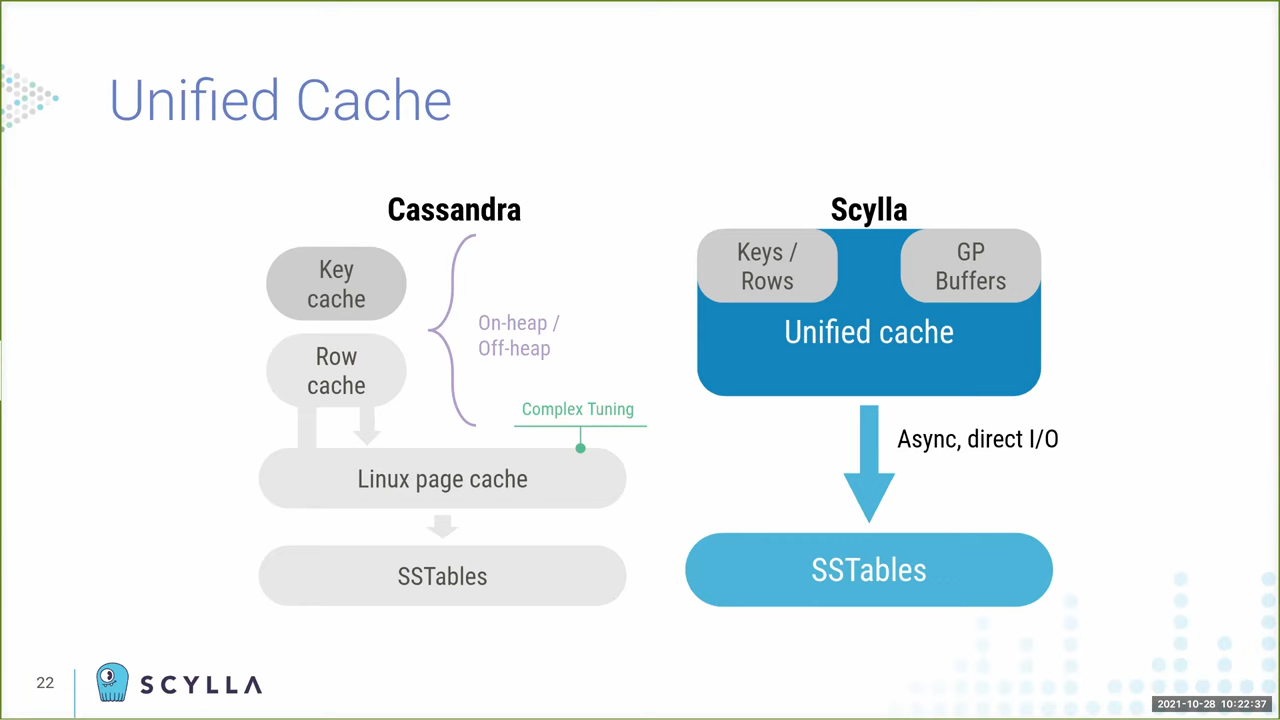 Unified Cache
Cassandra
Key
cache
Row
cache
On-heap /
Off-heap
Complex Tuning
Linux page cache
SSTables
Scylla
Keys /
Rows
GP
Buffers
Unified cache
Async, direct I/O
SSTables
22
SCYLLA
2021-10-28 10:22:37